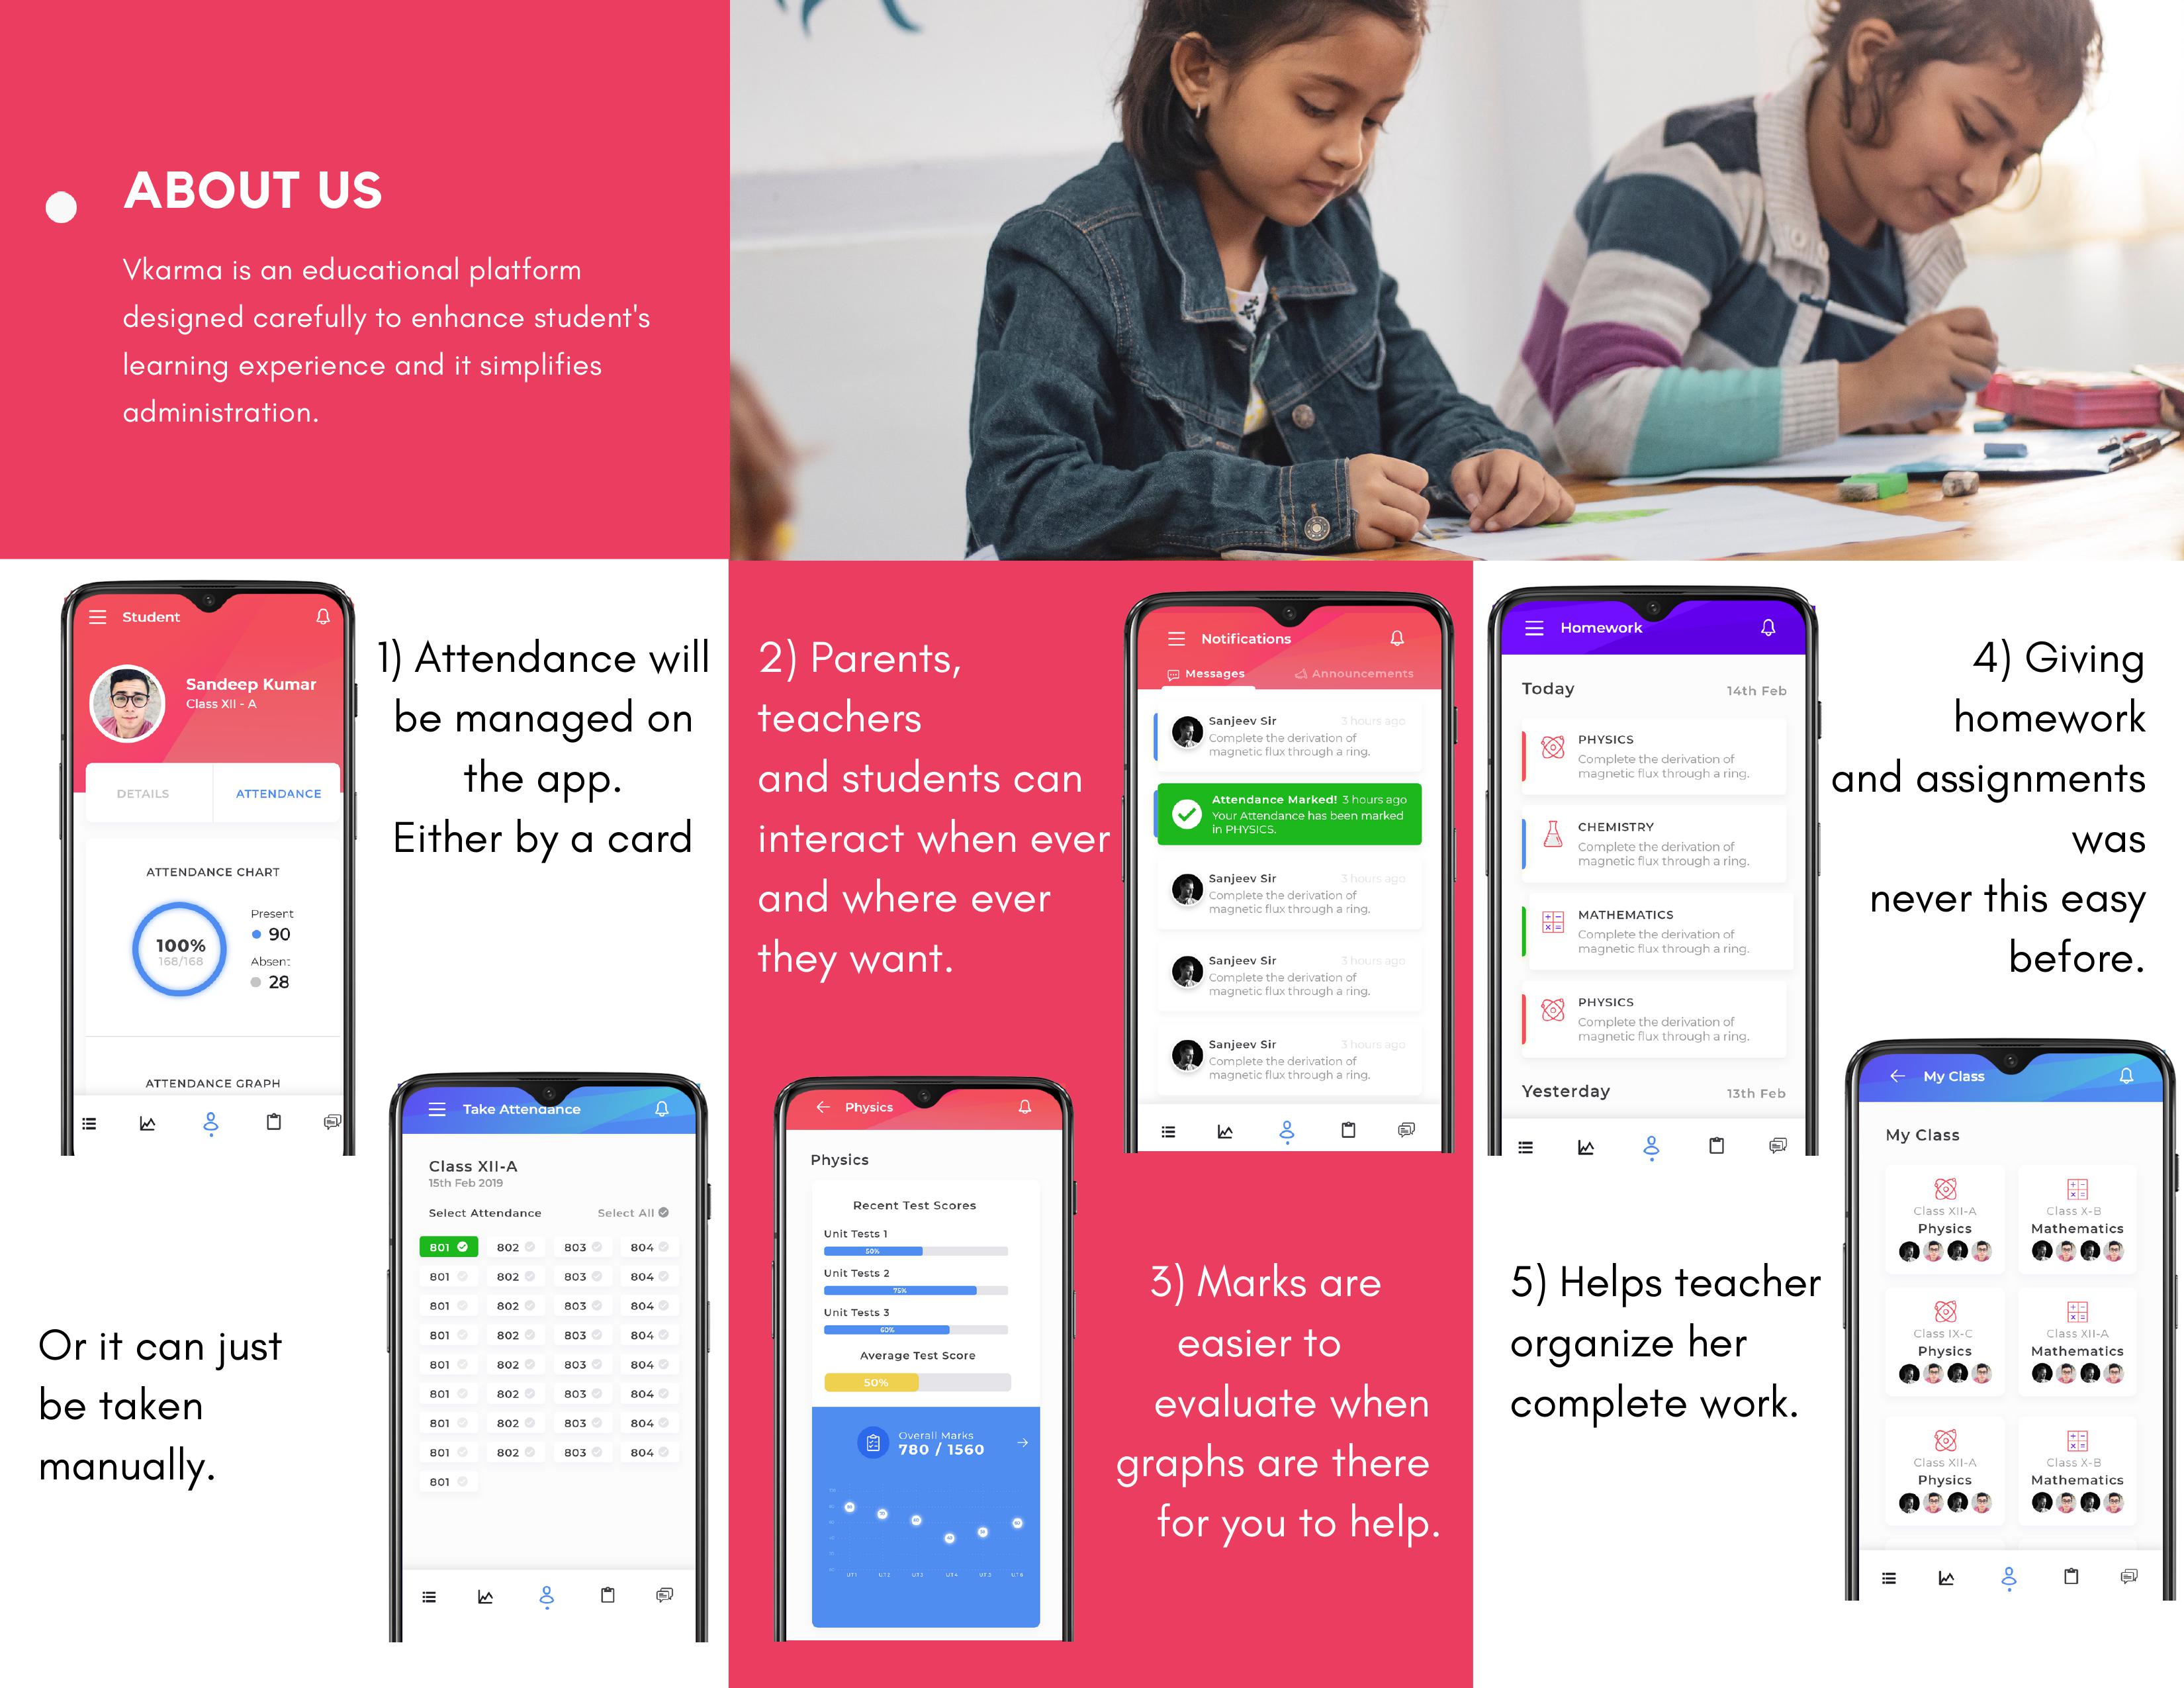 ABOUT US
Vkarma is an educational platform
designed carefully to enhance student's
learning experience and it simplifies
administration.
Student
Sandeep Kumar
Class XII - A
DETAILS
ATTENDANCE
ATTENDANCE CHART
100%
168/168
Present
90
Absent
28
ATTENDANCE GRAPH
1) Attendance will
be managed on
the app.
Either by a card
Or it can just
be taken
manually.
Take Attendance
Class XII-A
15th Feb 2019
Select Attendance
Select All
801 802 803 804
801 802 803 804
801 802 803 804
801 802 803 804
801 802 803 804
801 802 803 804
801 802 803 804
801 802 803 804
801
2) Parents,
teachers
and students can
interact when ever
and where ever
they want.
Notifications
Messages
Announcements
Sanjeev Sir 3 hours ago
Complete the derivation of
magnetic flux through a ring.
Attendance Marked! 3 hours ago
Your Attendance has been marked
in PHYSICS.
Sanjeev Sir 3 hours ago
Complete the derivation of
magnetic flux through a ring.
Sanjeev Sir 3 hours ago
Complete the derivation of
magnetic flux through a ring.
Sanjeev Sir 3 hours ago
Complete the derivation of
magnetic flux through a ring.
Physics
Physics
Recent Test Scores
Unit Tests 1
50%
Unit Tests 2
75%
Unit Tests 3
60%
Average Test Score
50%
Overall Marks
780 / 1560
UT 1 UT 2 UT 3 UT 4 UT 5 UT 6
3) Marks are
easier to
evaluate when
graphs are there
for you to help.
Homework
Today
14th Feb
PHYSICS
Complete the derivation of
magnetic flux through a ring.
CHEMISTRY
Complete the derivation of
magnetic flux through a ring.
MATHEMATICS
Complete the derivation of
magnetic flux through a ring.
PHYSICS
Complete the derivation of
magnetic flux through a ring.
Yesterday
13th Feb
4) Giving
homework
and assignments
was
never this easy
before.
5) Helps teacher
organize her
complete work.
My Class
My Class
Class XII-A
Physics
Class X-B
Mathematics
Class IX-C
Physics
Class XII-A
Mathematics
Class XII-A
Physics
Class X-B
Mathematics